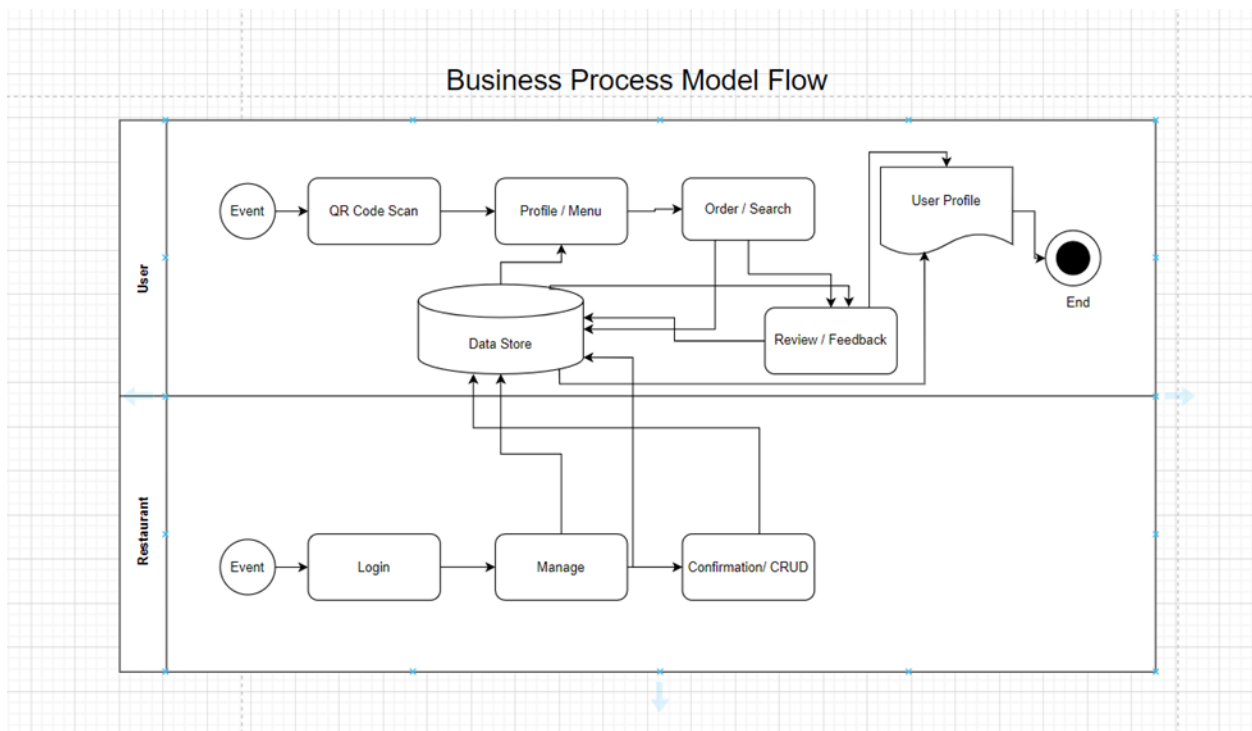 Business Process Model Flow
User
Event
QR Code Scan
Profile / Menu
Order / Search
User Profile
End
Data Store
Review / Feedback
Restaurant
Event
Login
Manage
Confirmation/ CRUD